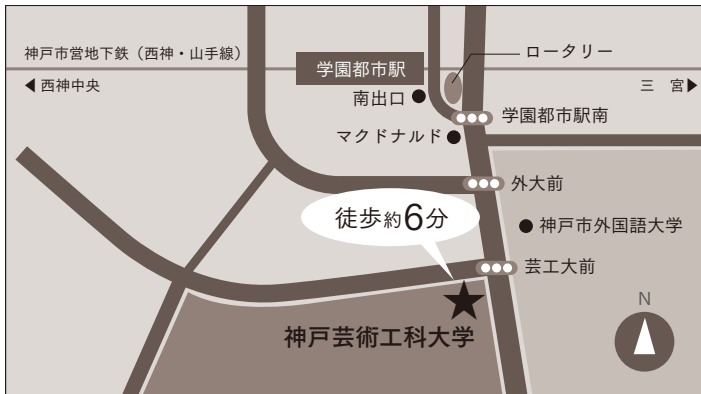 神戸市営地下鉄（西神・山手線）
◀ 西神中央
学園都市駅
ロータリー
三　宮▶
南出口
学園都市駅南
マクドナルド
外大前
徒歩約6分
神戸市外国語大学
芸工大前
神戸芸術工科大学
N